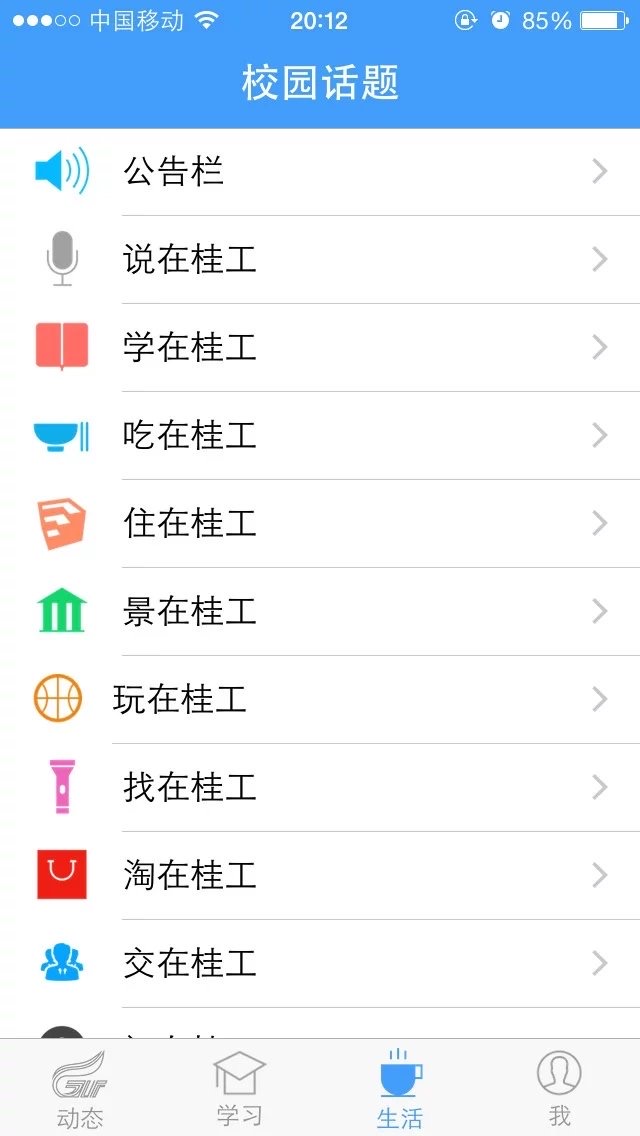 中国移动 20:12 85%
校园话题
公告栏
说在桂工
学在桂工
吃在桂工
住在桂工
景在桂工
玩在桂工
找在桂工
淘在桂工
交在桂工
动态 学习 生活 我